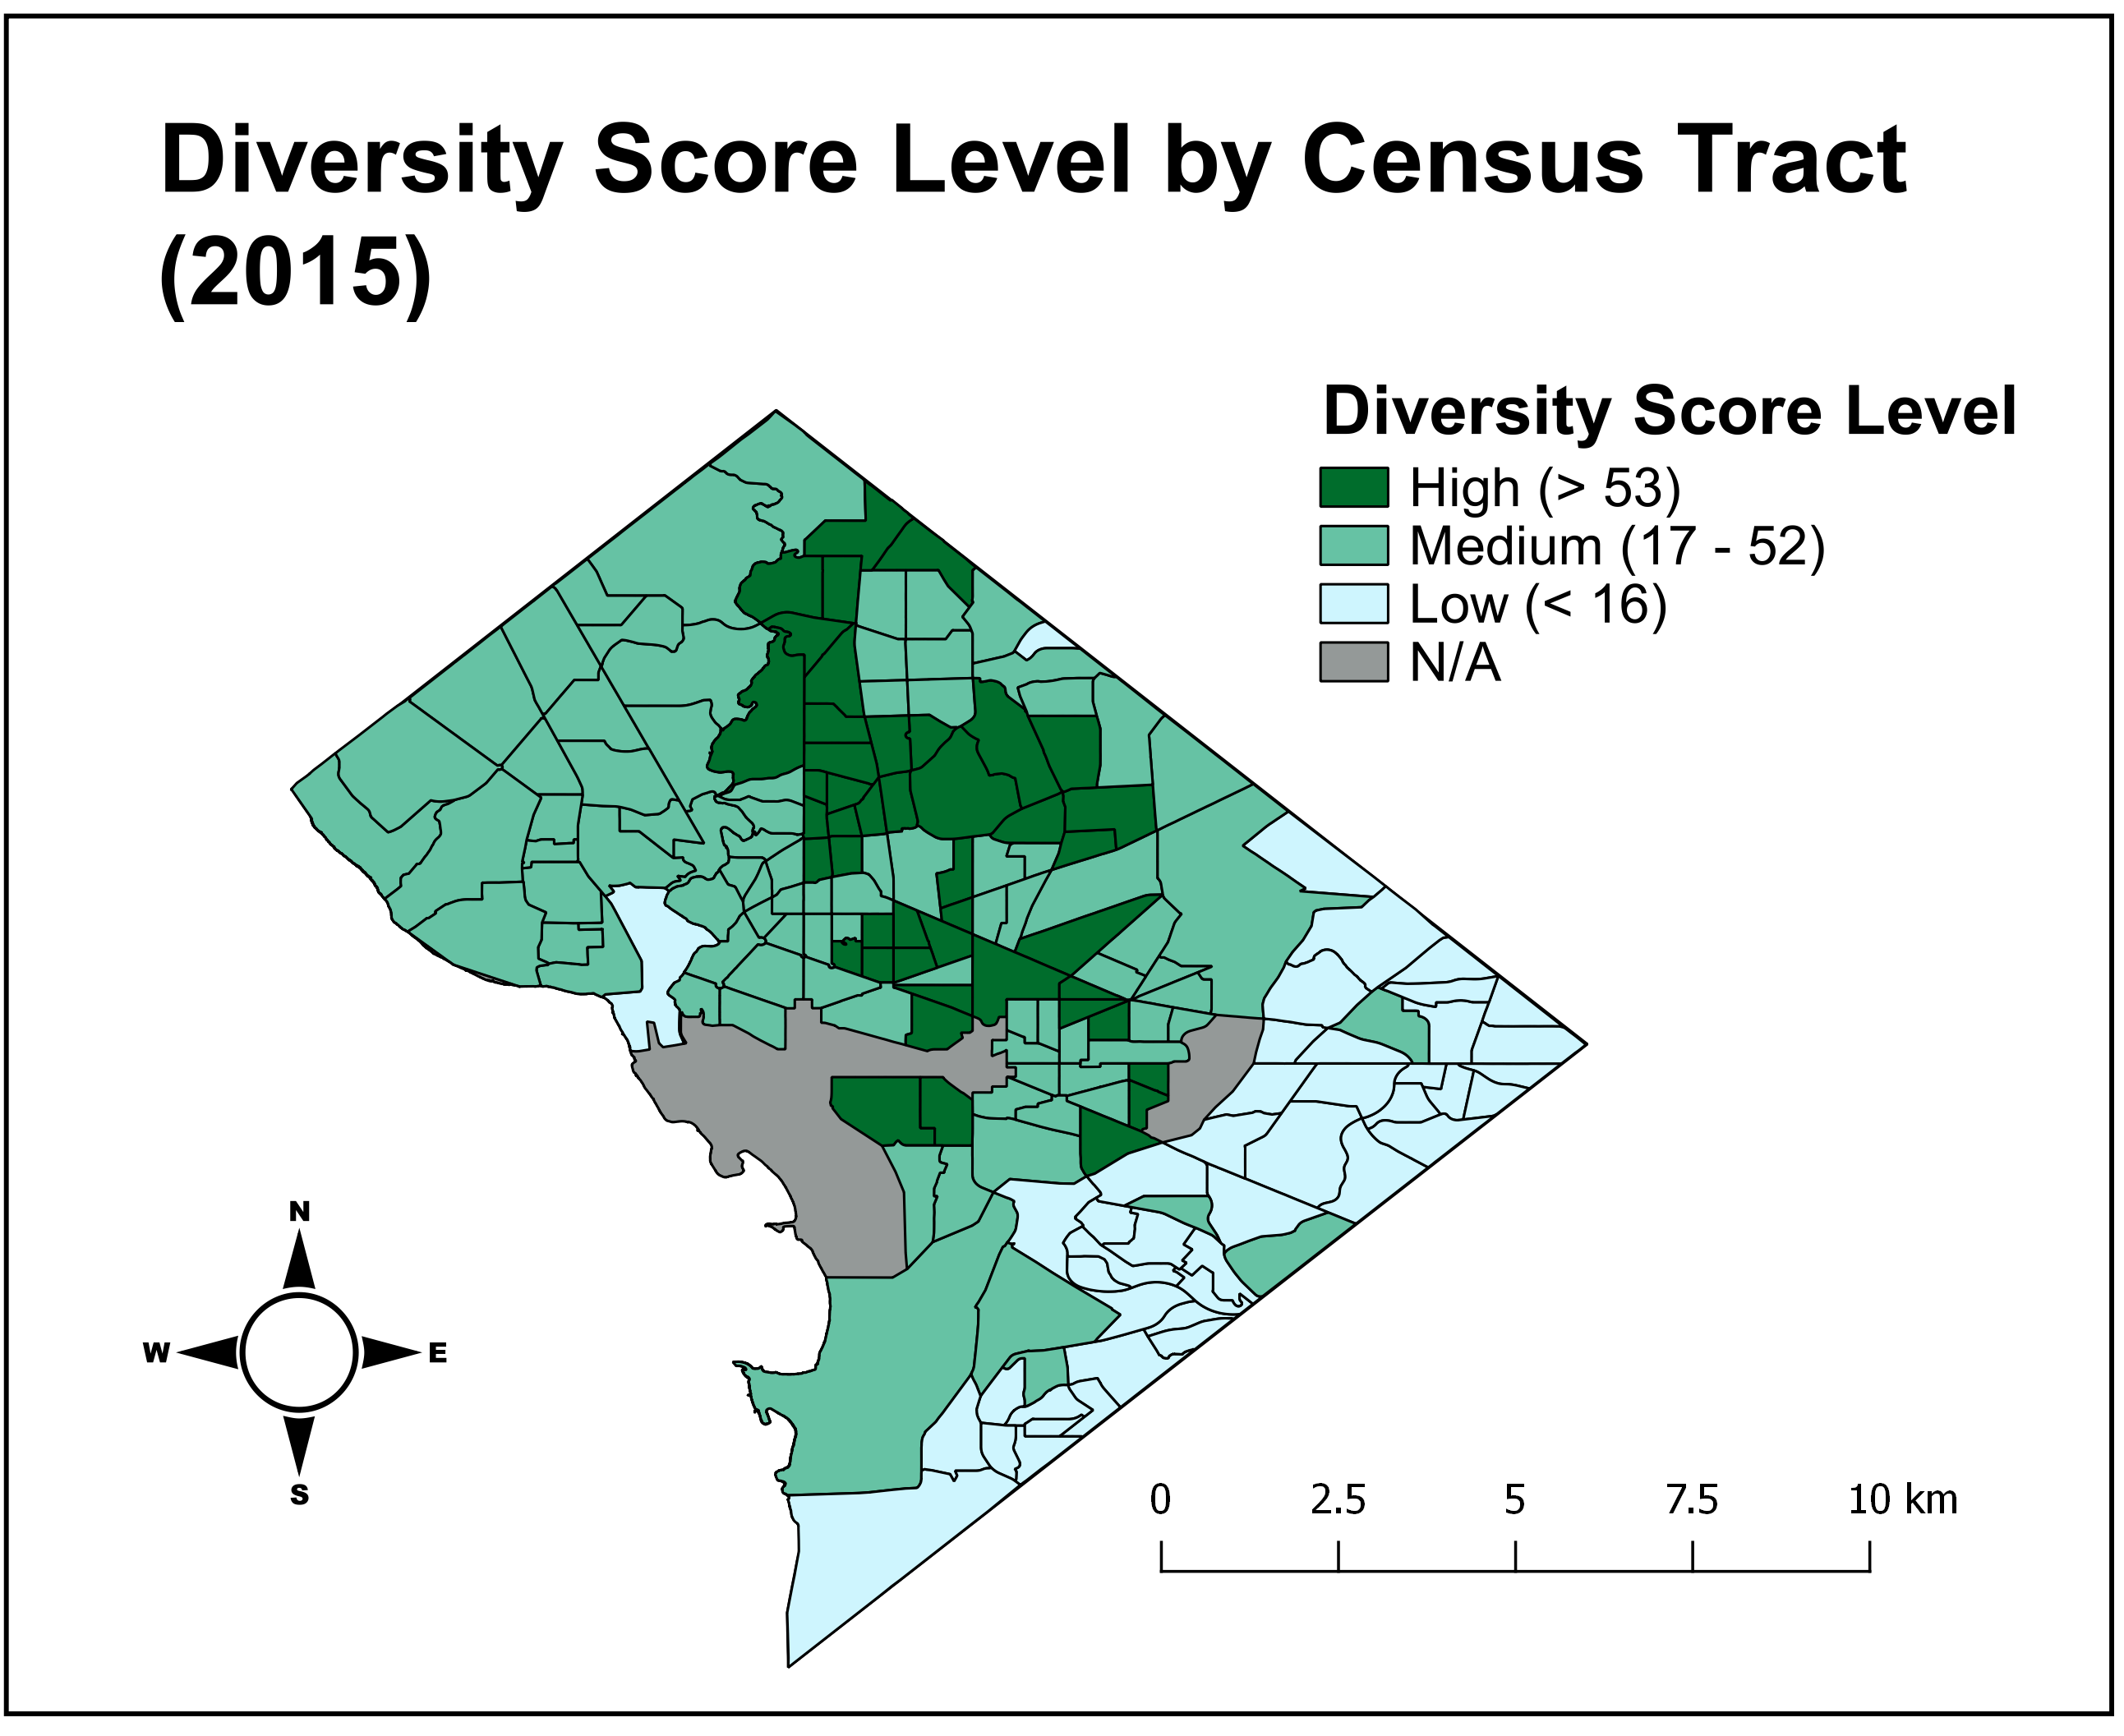 Diversity Score Level by Census Tract
(2015)
Diversity Score Level
High (> 53)
Medium (17 - 52)
Low (< 16)
N/A
N
W E
S
0 2.5 5 7.5 10 km